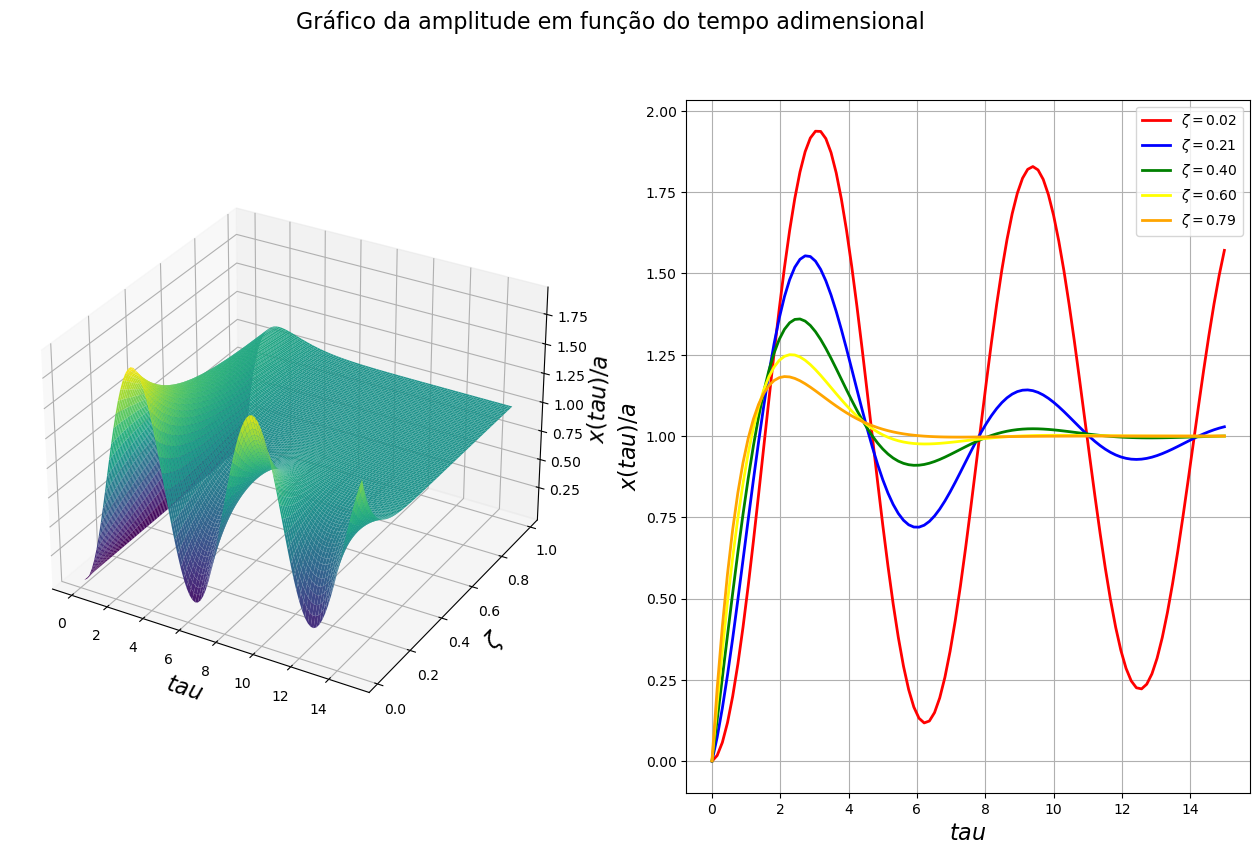 Gráfico da amplitude em função do tempo adimensional
1.75
1.50
1.25
1.00
0.75
0.50
0.25
x(tau)/a
0
2
4
6
8
10
12
14
tau
0.0
0.2
0.4
0.6
0.8
1.0
ζ
2.00
1.75
1.50
1.25
1.00
0.75
0.50
0.25
0.00
x(tau)/a
ζ = 0.02
ζ = 0.21
ζ = 0.40
ζ = 0.60
ζ = 0.79
0 2 4 6 8 10 12 14
tau